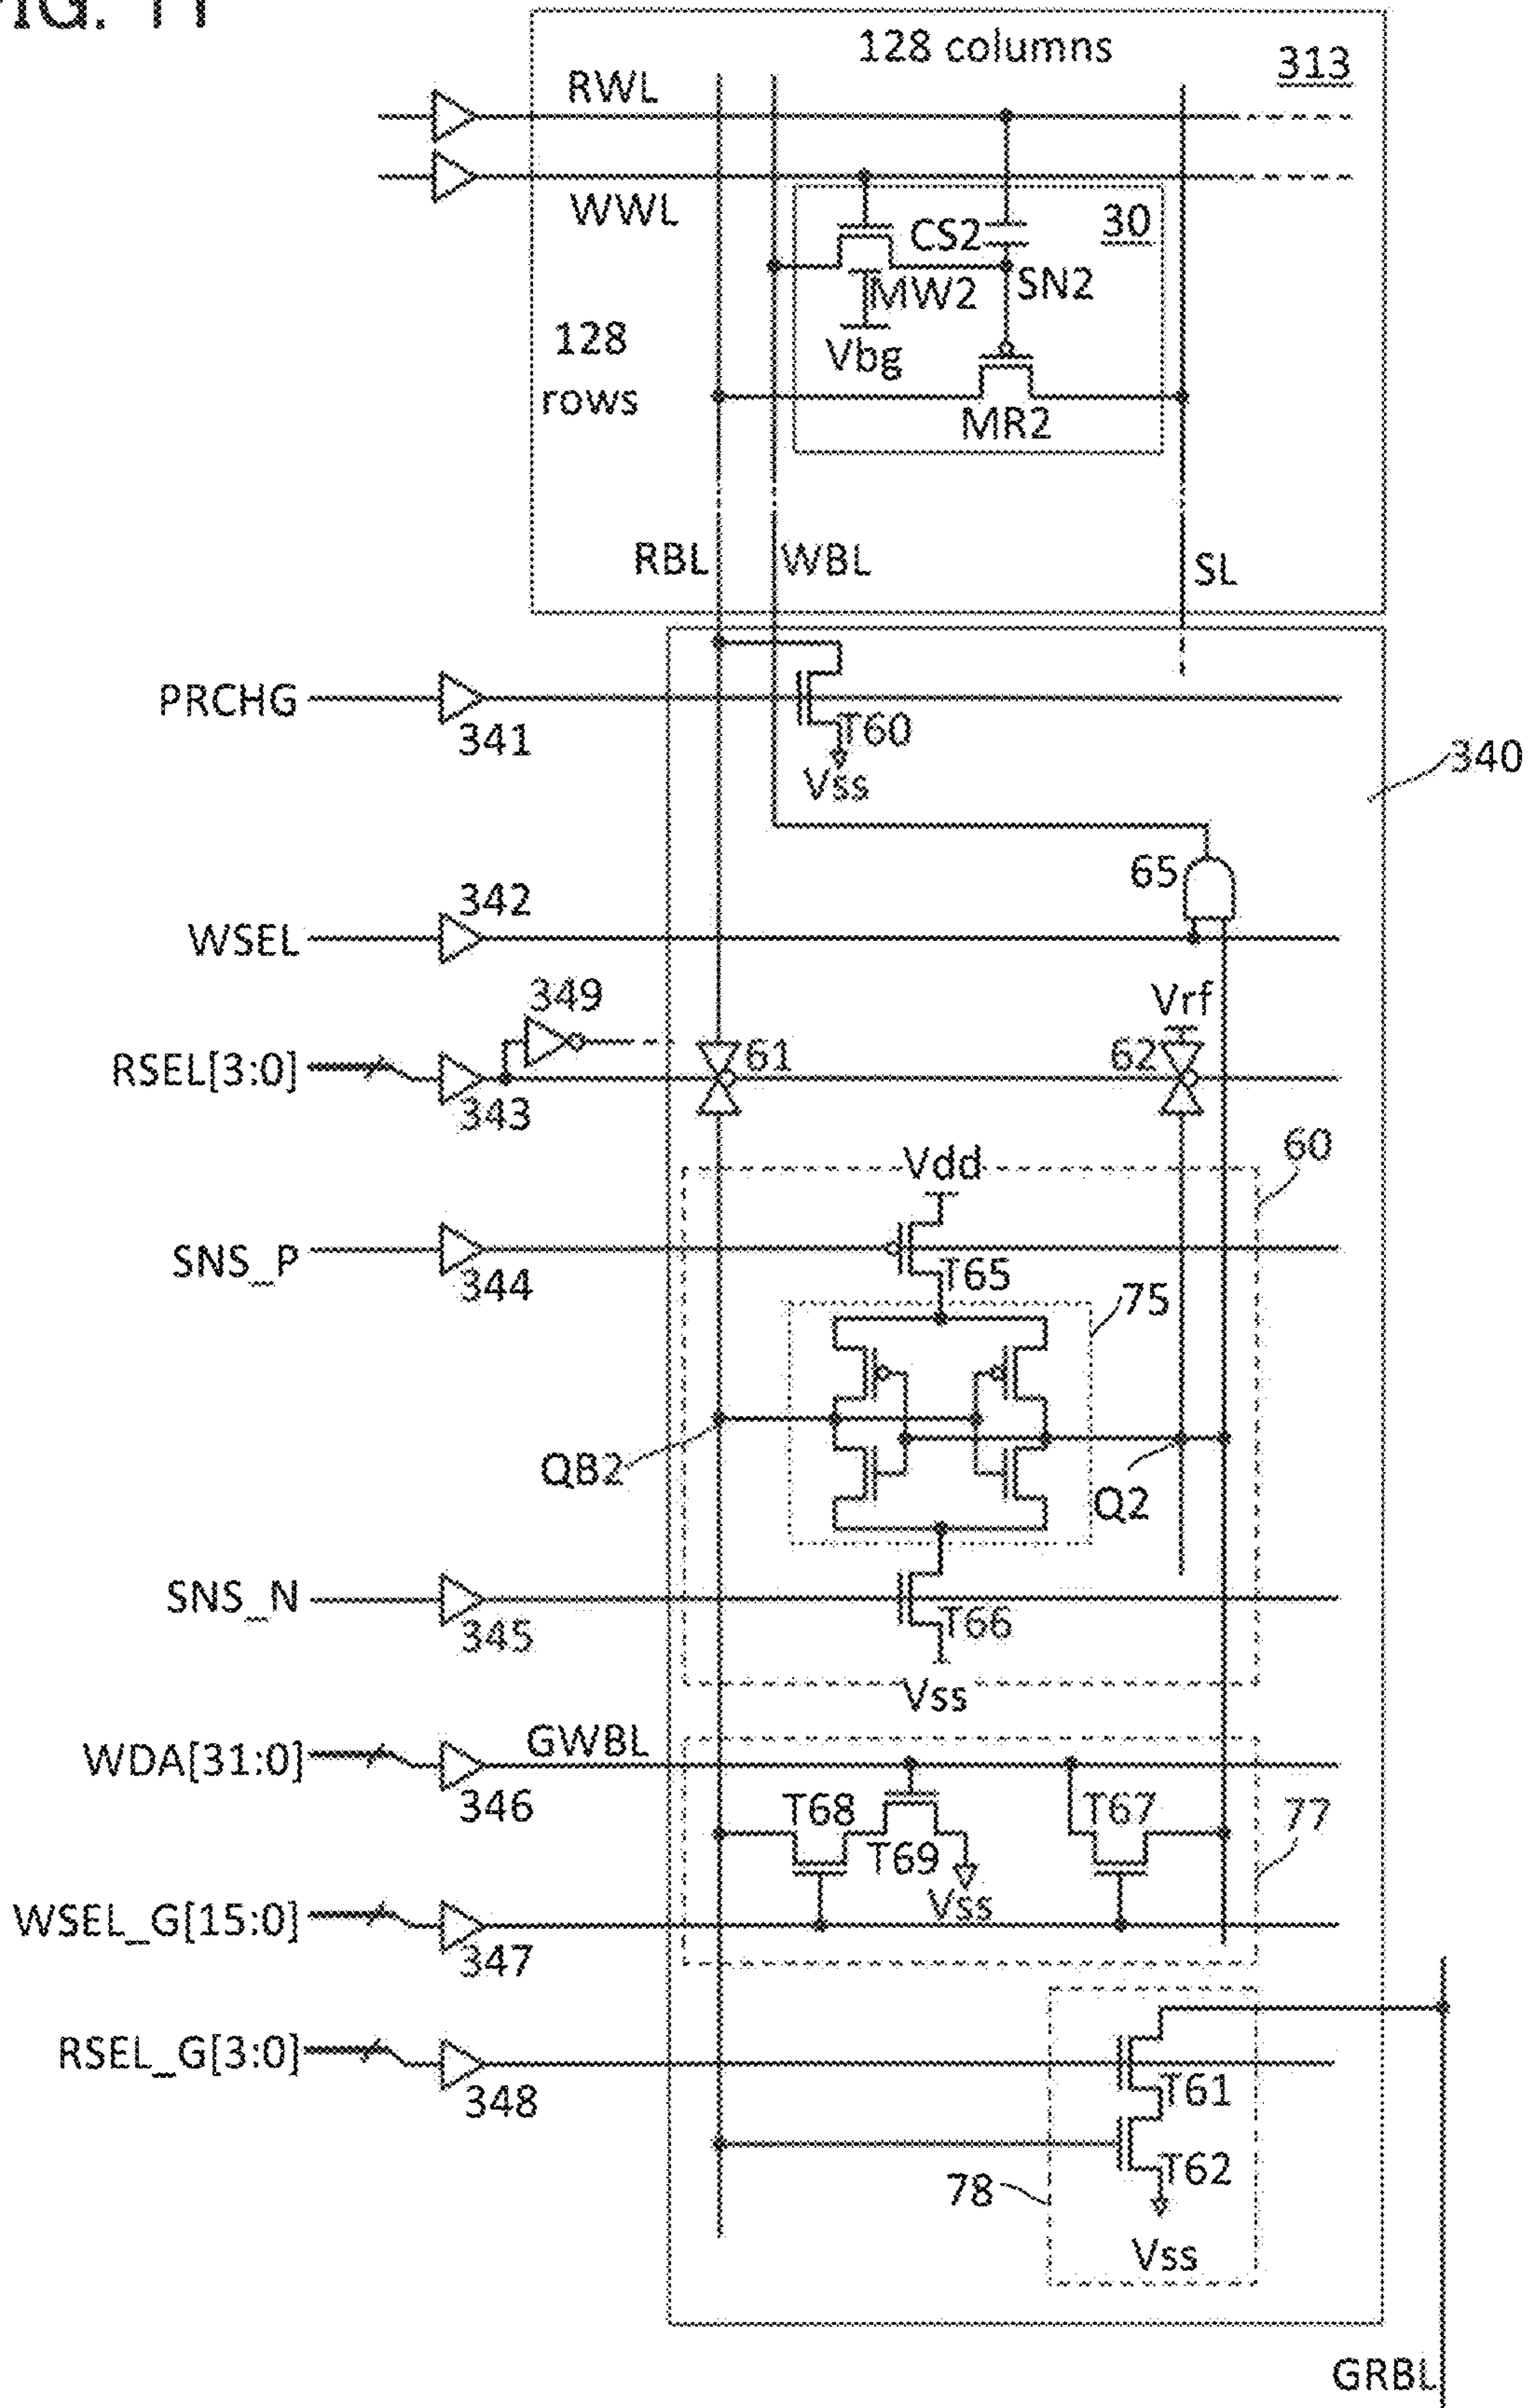 FIG. 11
128 columns
313
RWL
WWL
30
CS2
SN2
MW2
128
rows
Vbg
MR2
RBL
WBL
SL
PRCHG
341
T60
Vss
340
65
342
WSEL
349
Vrf
RSEL[3:0]
61
62
343
60
Vdd
SNS_P
344
T65
75
QB2
Q2
SNS_N
345
T66
Vss
WDA[31:0]
GWBL
346
T68
T67
77
T69
Vss
WSEL_G[15:0]
347
RSEL_G[3:0]
348
T61
T62
78
Vss
GRBL